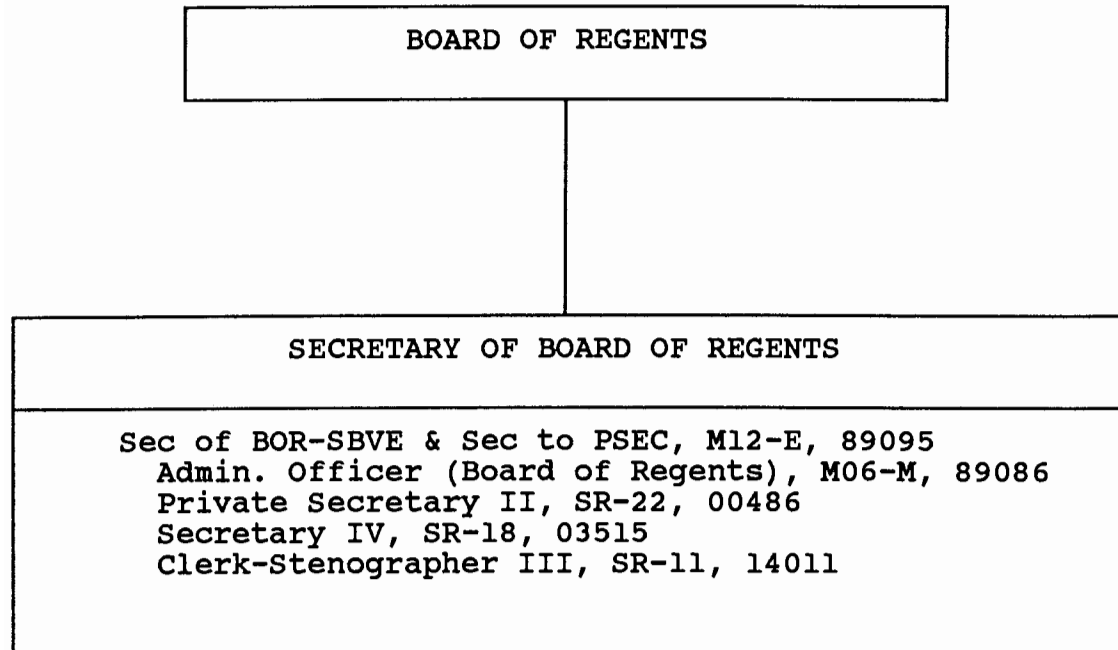 BOARD OF REGENTS
SECRETARY OF BOARD OF REGENTS
Sec of BOR-SBVE & Sec to PSEC, M12-E, 89095
Admin. Officer (Board of Regents), M06-M, 89086
Private Secretary II, SR-22, 00486
Secretary IV, SR-18, 03515
Clerk-Stenographer III, SR-11, 14011